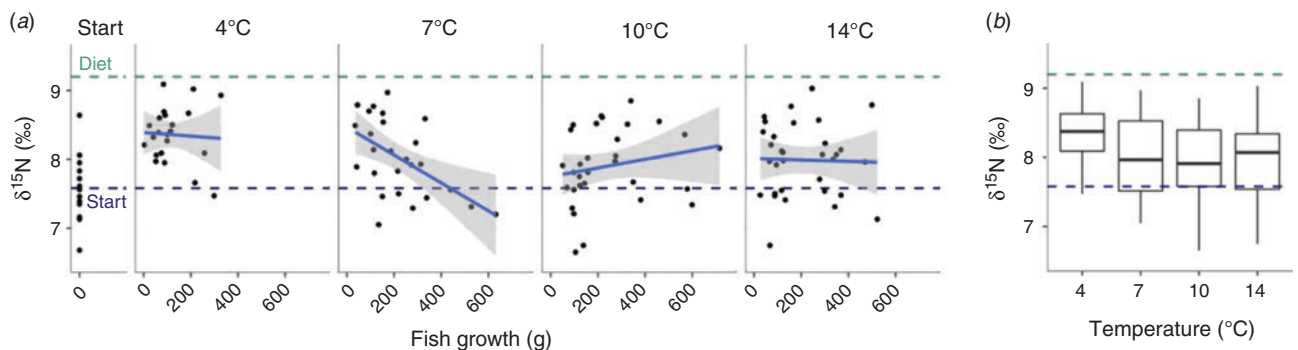 (a) Start 4°C 7°C 10°C 14°C
Diet
9
8
7
δ¹⁵N (‰)
Start
0 0 200 400 600 0 200 400 600 0 200 400 600 0 200 400 600
Fish growth (g)
(b)
9
8
7
δ¹⁵N (‰)
4 7 10 14
Temperature (°C)